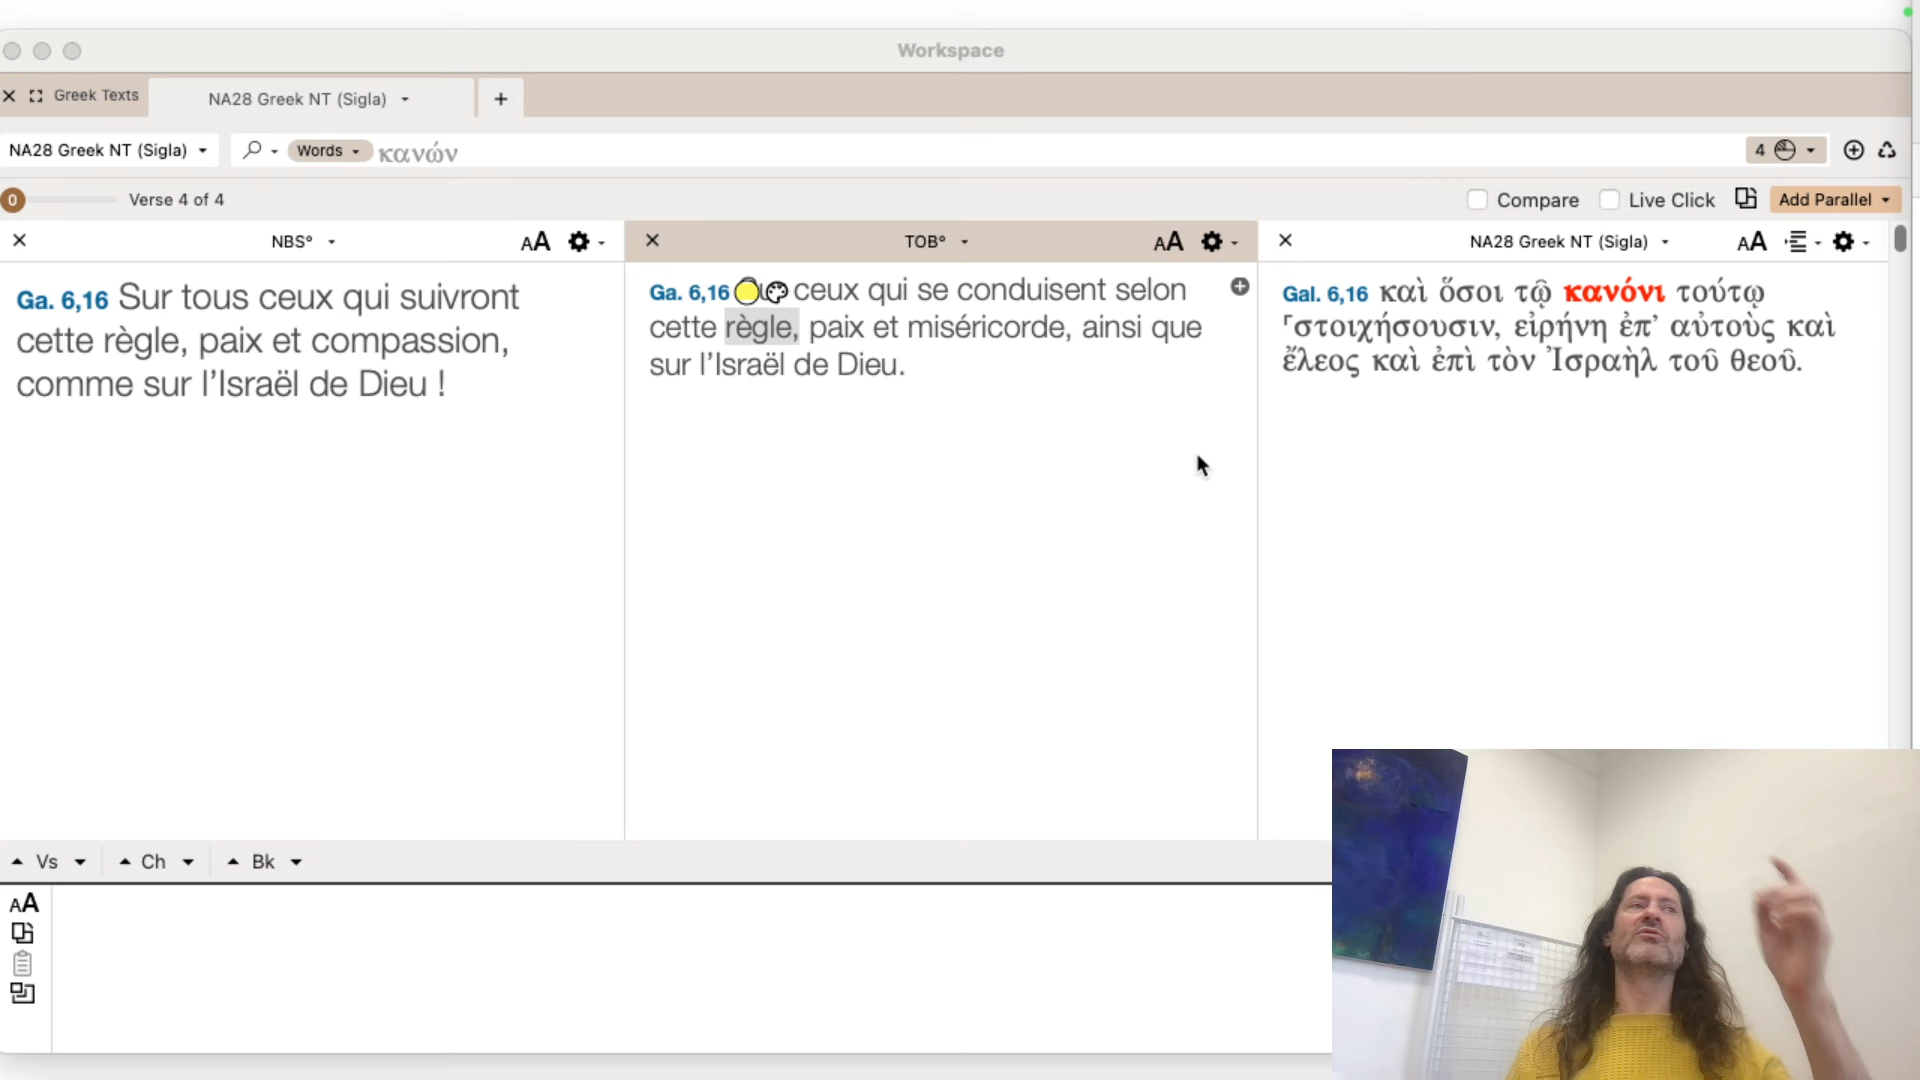 Workspace
Greek Texts
NA28 Greek NT (Sigla)
+
NA28 Greek NT (Sigla)
Words
κανών
4
0
Verse 4 of 4
Compare
Live Click
Add Parallel
NBS°
AA
Ga. 6,16 Sur tous ceux qui suivront
cette règle, paix et compassion,
comme sur l’Israël de Dieu !
TOB°
AA
Ga. 6,16 ceux qui se conduisent selon
cette règle, paix et miséricorde, ainsi que
sur l’Israël de Dieu.
NA28 Greek NT (Sigla)
AA
Gal. 6,16 καὶ ὅσοι τῷ κανόνι τούτῳ
⸀στοιχήσουσιν, εἰρήνη ἐπ’ αὐτοὺς καὶ
ἔλεος καὶ ἐπὶ τὸν Ἰσραὴλ τοῦ θεοῦ.
Vs
Ch
Bk
AA